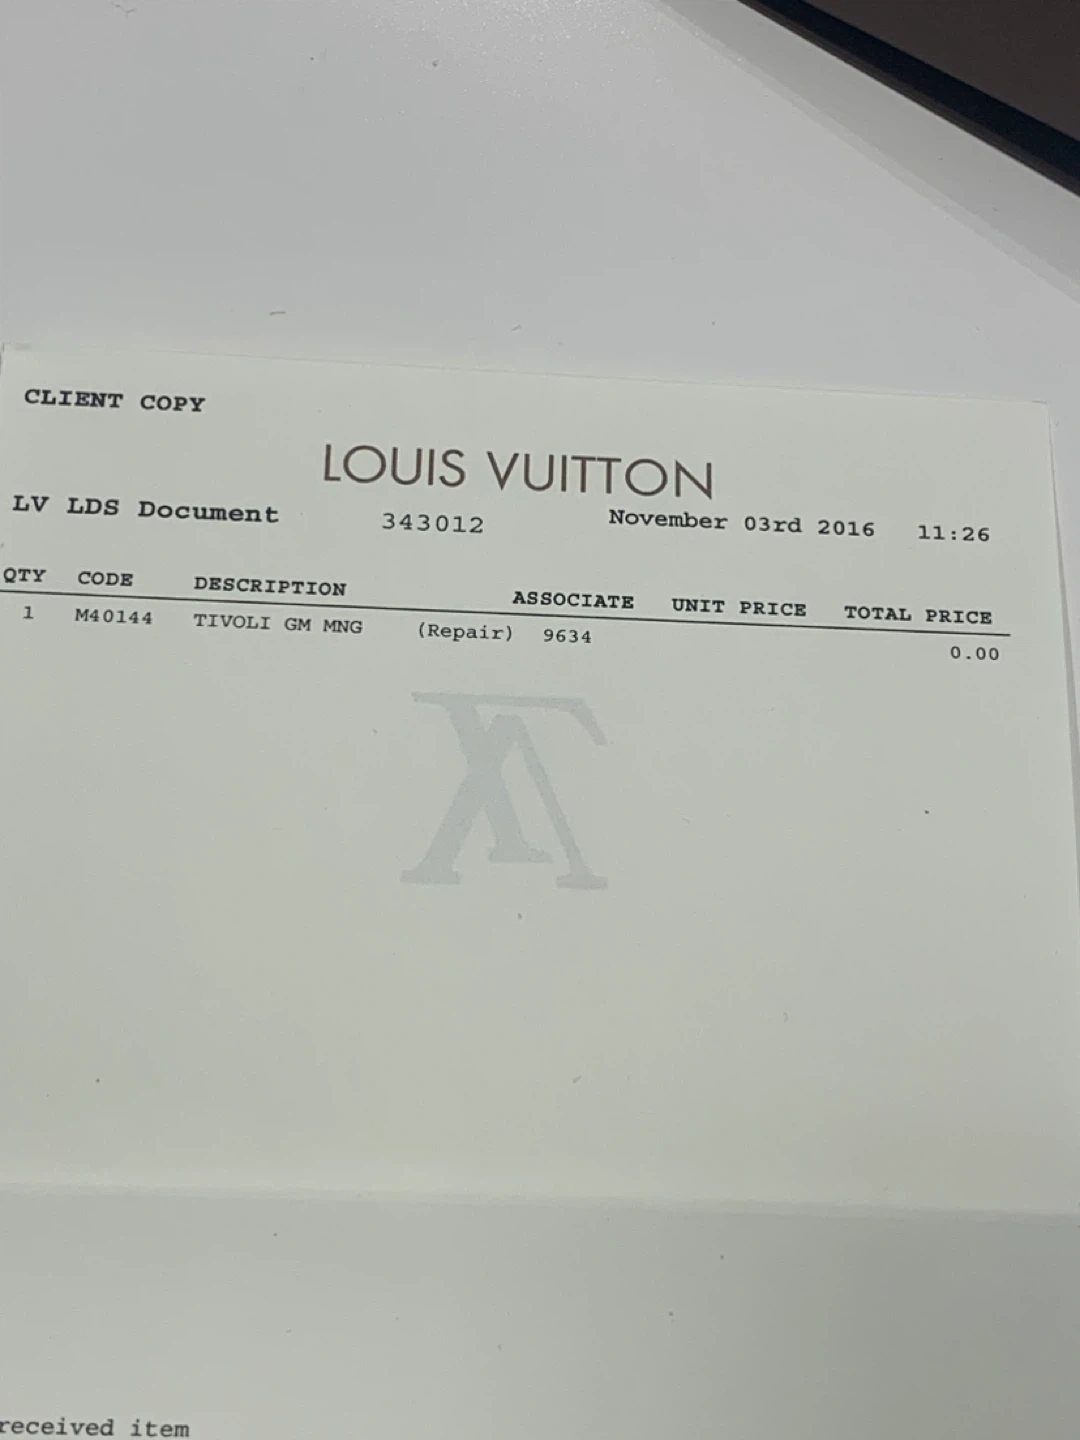 CLIENT COPY
LOUIS VUITTON
LV LDS Document 343012 November 03rd 2016 11:26
QTY CODE DESCRIPTION ASSOCIATE UNIT PRICE TOTAL PRICE
1 M40144 TIVOLI GM MNG (Repair) 9634 0.00
received item